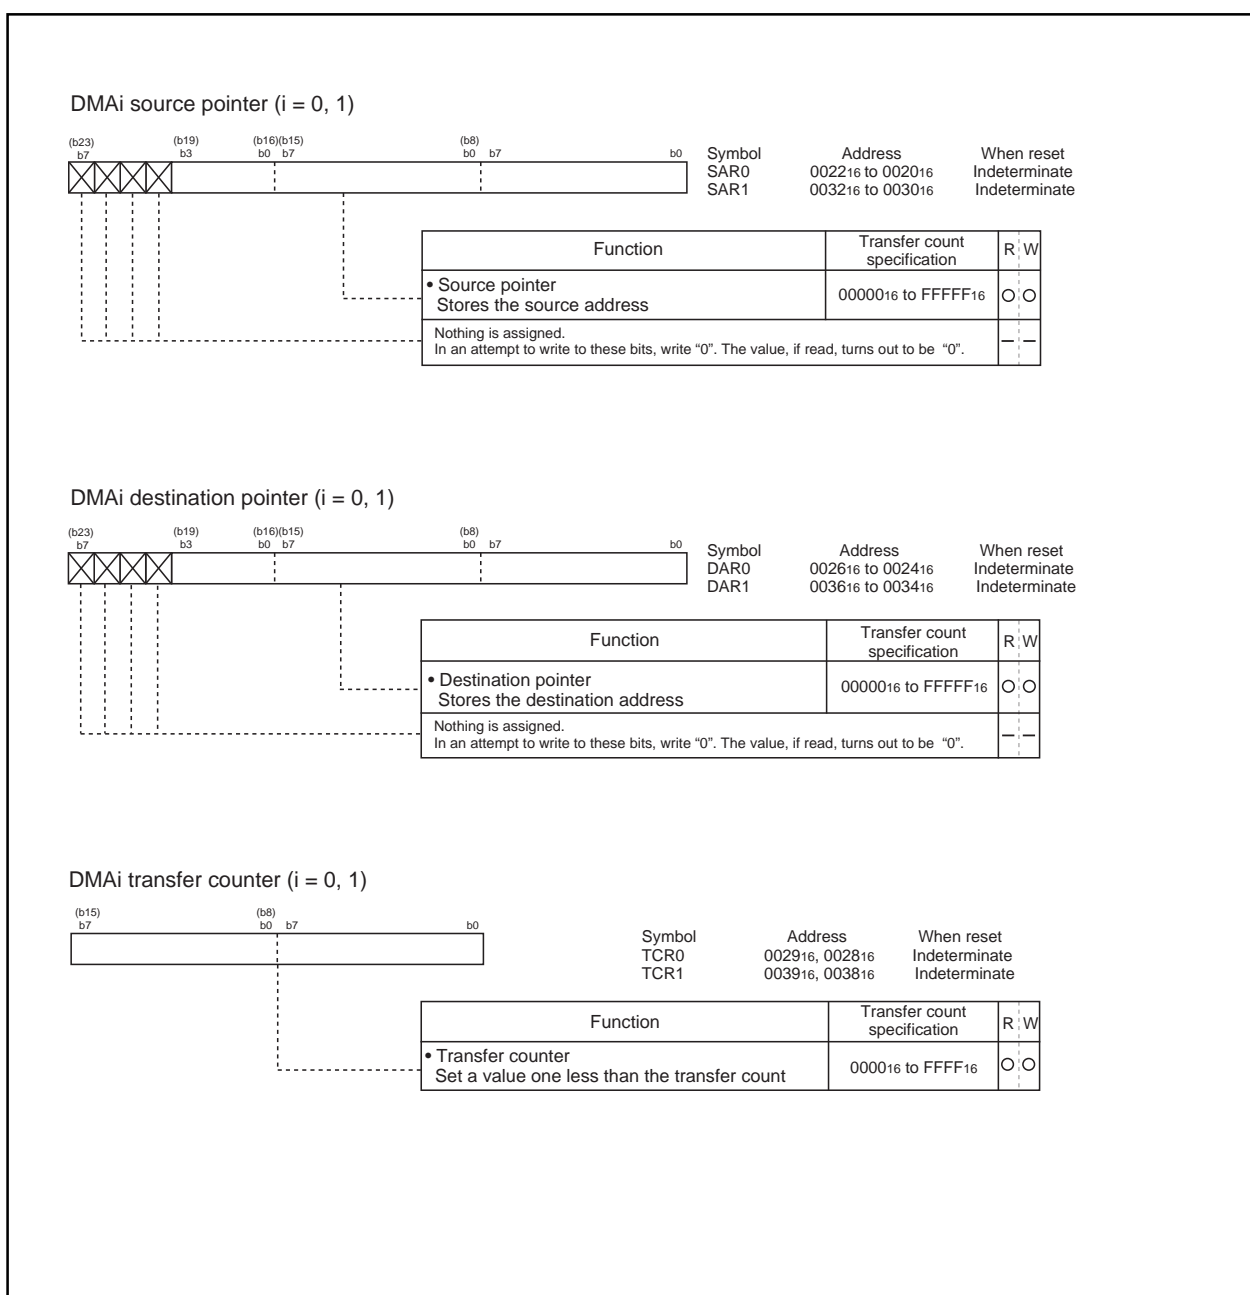 DMAi source pointer (i = 0, 1)
(b23) (b19) (b16)(b15) (b8)
b7 b3 b0 b7 b0 b7 b0
Symbol Address When reset
SAR0 002216 to 002016 Indeterminate
SAR1 003216 to 003016 Indeterminate
Function Transfer count specification R W
• Source pointer
Stores the source address 0000016 to FFFFF16
Nothing is assigned.
In an attempt to write to these bits, write “0”. The value, if read, turns out to be “0”.
DMAi destination pointer (i = 0, 1)
(b23) (b19) (b16)(b15) (b8)
b7 b3 b0 b7 b0 b7 b0
Symbol Address When reset
DAR0 002616 to 002416 Indeterminate
DAR1 003616 to 003416 Indeterminate
Function Transfer count specification R W
• Destination pointer
Stores the destination address 0000016 to FFFFF16
Nothing is assigned.
In an attempt to write to these bits, write “0”. The value, if read, turns out to be “0”.
DMAi transfer counter (i = 0, 1)
(b15) (b8)
b7 b0 b7 b0
Symbol Address When reset
TCR0 002916, 002816 Indeterminate
TCR1 003916, 003816 Indeterminate
Function Transfer count specification R W
• Transfer counter
Set a value one less than the transfer count 000016 to FFFF16